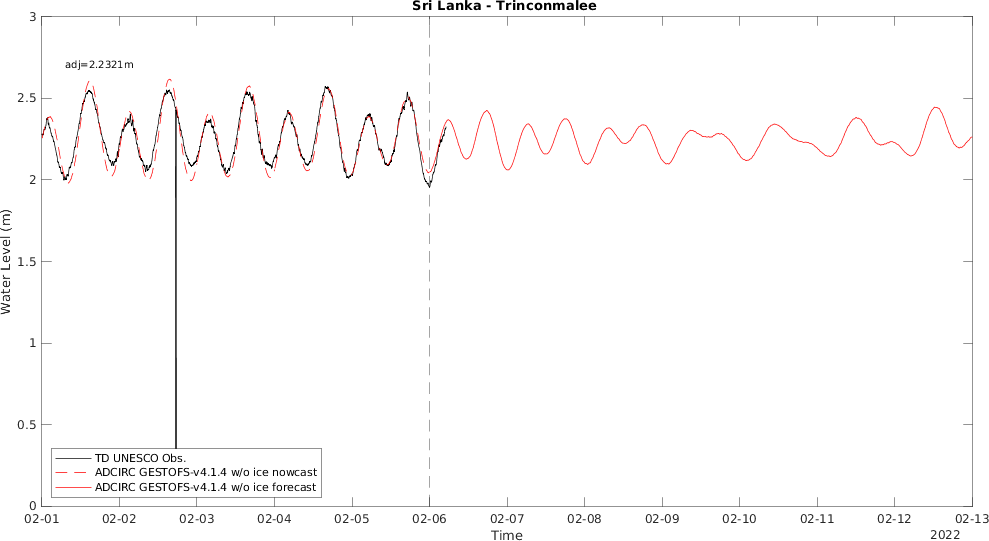 Sri Lanka - Trinconmalee
adj=2.2321m
3
2.5
2
1.5
1
0.5
0
Water Level (m)
TD UNESCO Obs.
ADCIRC GESTOFS-v4.1.4 w/o ice nowcast
ADCIRC GESTOFS-v4.1.4 w/o ice forecast
02-01 02-02 02-03 02-04 02-05 02-06 02-07 02-08 02-09 02-10 02-11 02-12 02-13
Time
2022